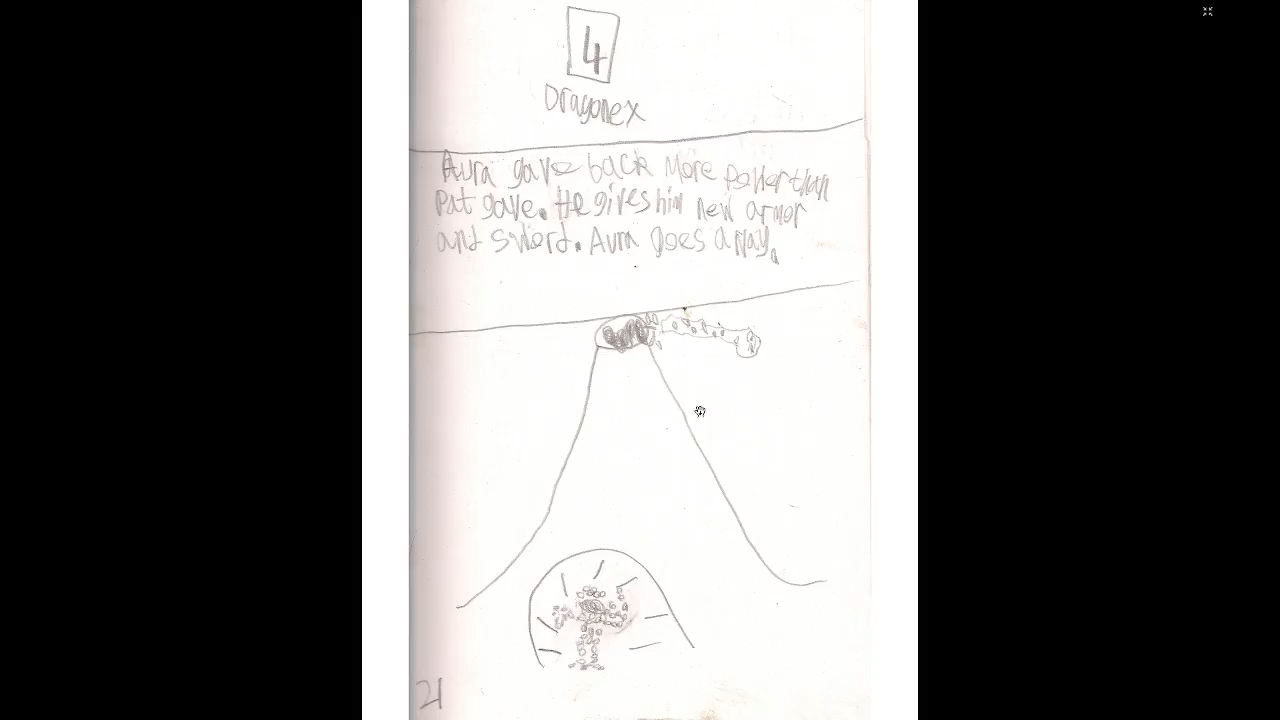 4
Dragonex
Aura gave back More Power than
Pat gave. He gives him new armor
and sword. Aura goes away.
21